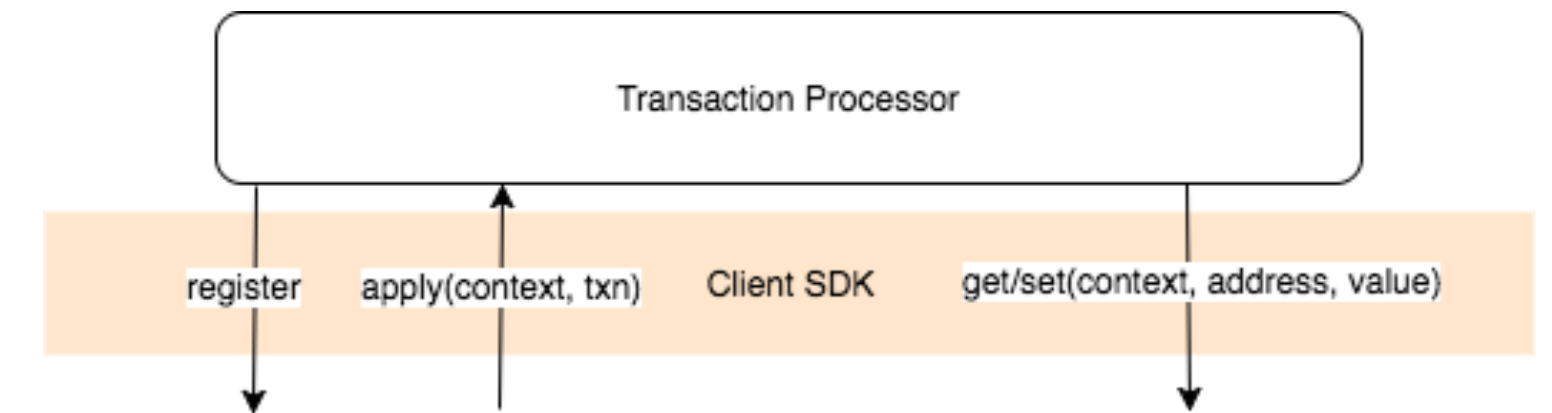 Transaction Processor
register
apply(context, txn)
Client SDK
get/set(context, address, value)